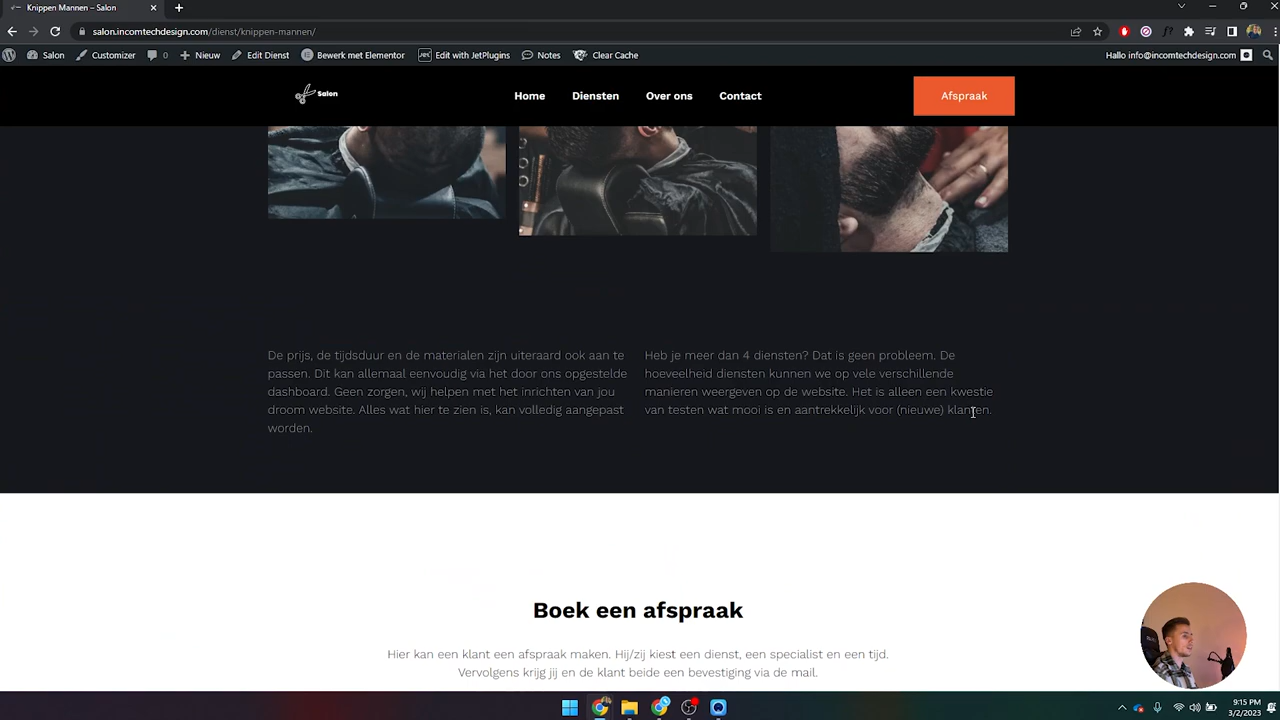 Knippen Mannen – Salon
salon.incomtechdesign.com/dienst/knippen-mannen/
Salon
Customizer
0
Nieuw
Edit Dienst
Bewerk met Elementor
Edit with JetPlugins
Notes
Clear Cache
Hallo info@incomtechdesign.com
Salon
Home
Diensten
Over ons
Contact
Afspraak
De prijs, de tijdsduur en de materialen zijn uiteraard ook aan te
passen. Dit kan allemaal eenvoudig via het door ons opgestelde
dashboard. Geen zorgen, wij helpen met het inrichten van jou
droom website. Alles wat hier te zien is, kan volledig aangepast
worden.
Heb je meer dan 4 diensten? Dat is geen probleem. De
hoeveelheid diensten kunnen we op vele verschillende
manieren weergeven op de website. Het is alleen een kwestie
van testen wat mooi is en aantrekkelijk voor (nieuwe) klanten.
Boek een afspraak
Hier kan een klant een afspraak maken. Hij/zij kiest een dienst, een specialist en een tijd.
Vervolgens krijg jij en de klant beide een bevestiging via de mail.
9:15 PM
3/2/2023